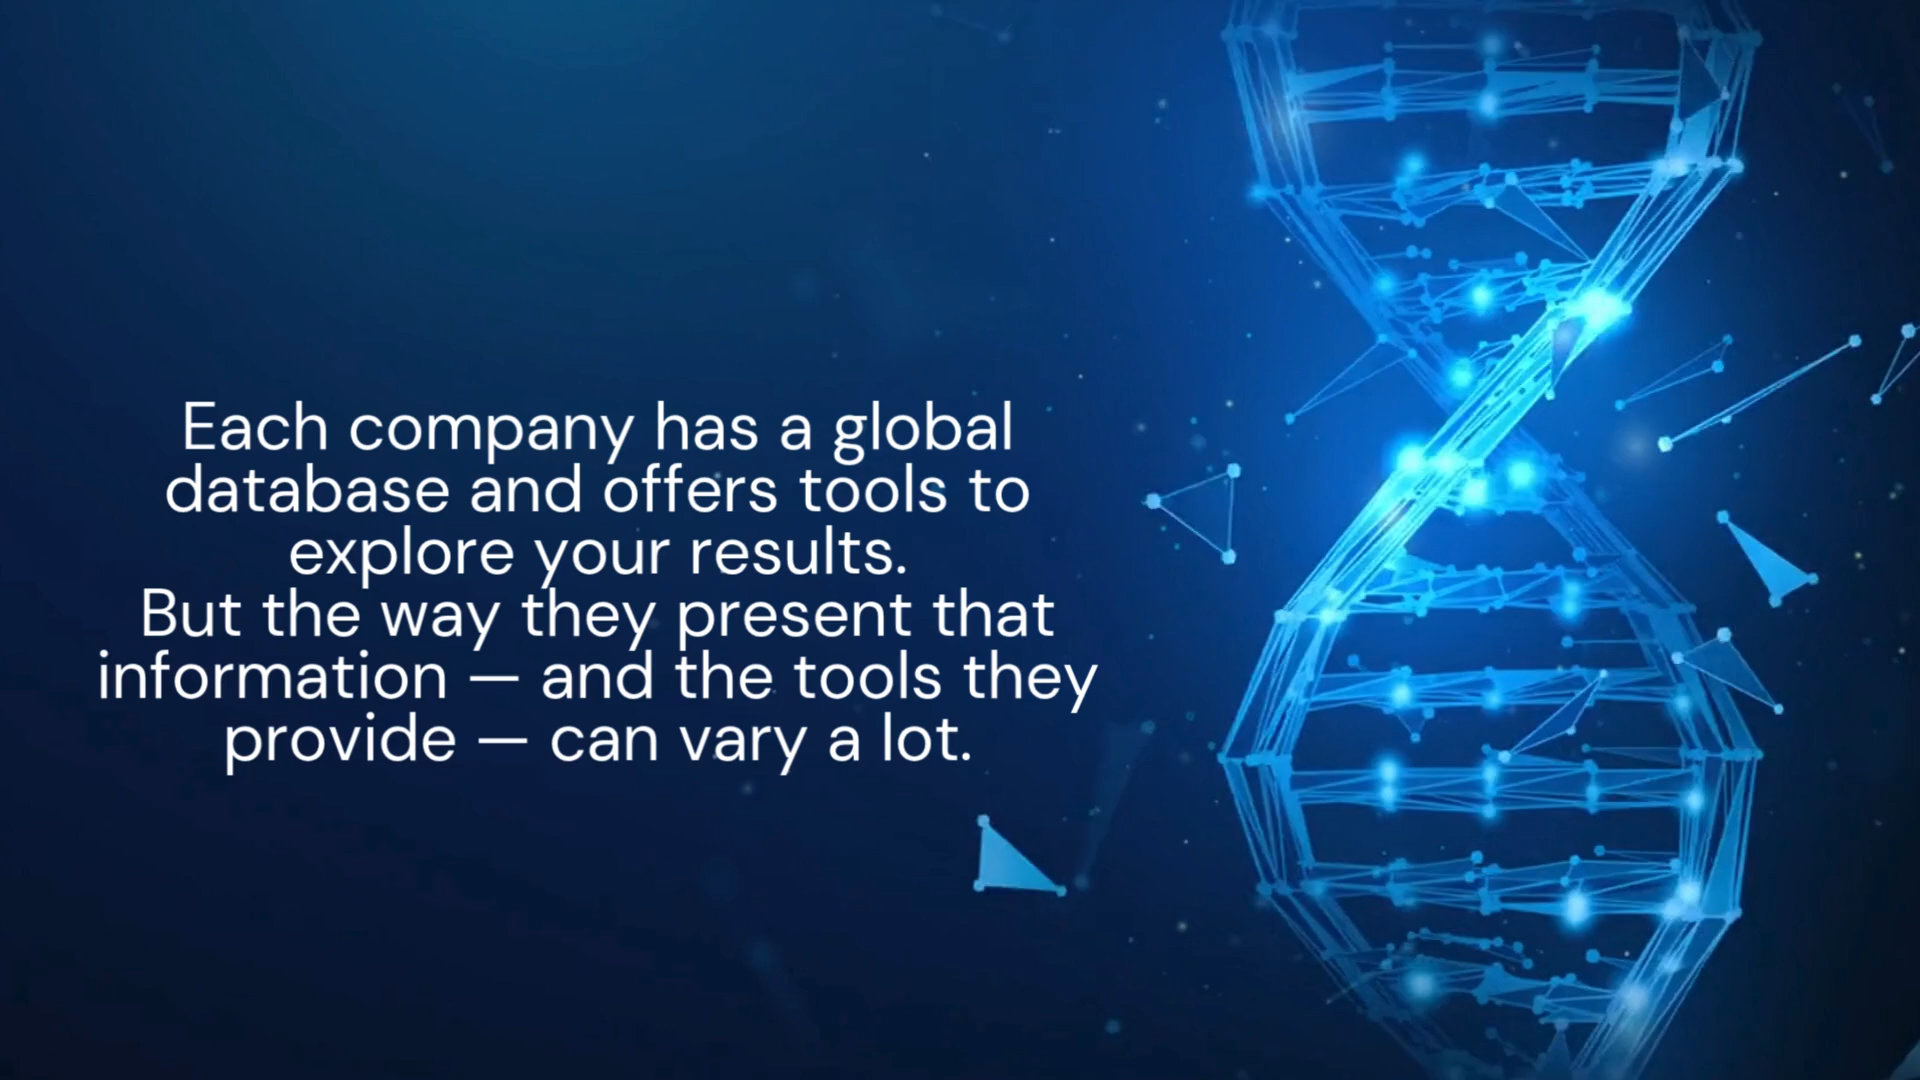 Each company has a global
database and offers tools to
explore your results.
But the way they present that
information — and the tools they
provide — can vary a lot.